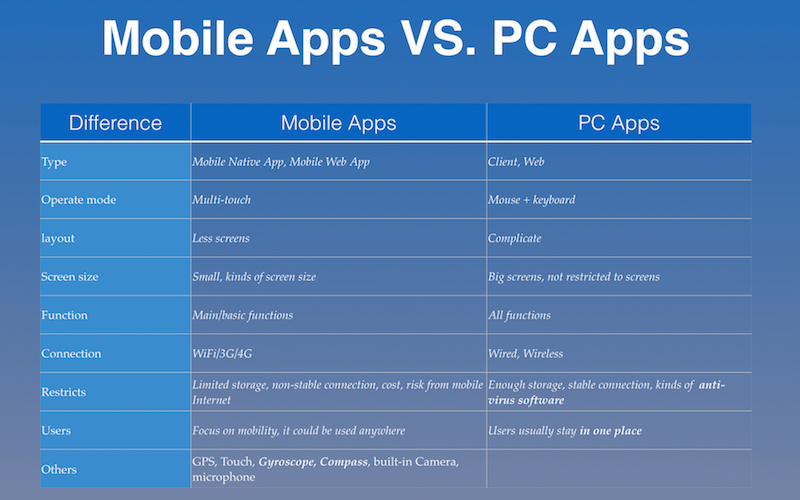 Mobile Apps VS. PC Apps
Difference Mobile Apps PC Apps
Type Mobile Native App, Mobile Web App Client, Web
Operate mode Multi-touch Mouse + keyboard
layout Less screens Complicate
Screen size Small, kinds of screen size Big screens, not restricted to screens
Function Main/basic functions All functions
Connection WiFi/3G/4G Wired, Wireless
Restricts Limited storage, non-stable connection, cost, risk from mobile Internet Enough storage, stable connection, kinds of anti-virus software
Users Focus on mobility, it could be used anywhere Users usually stay in one place
Others GPS, Touch, Gyroscope, Compass, built-in Camera, microphone